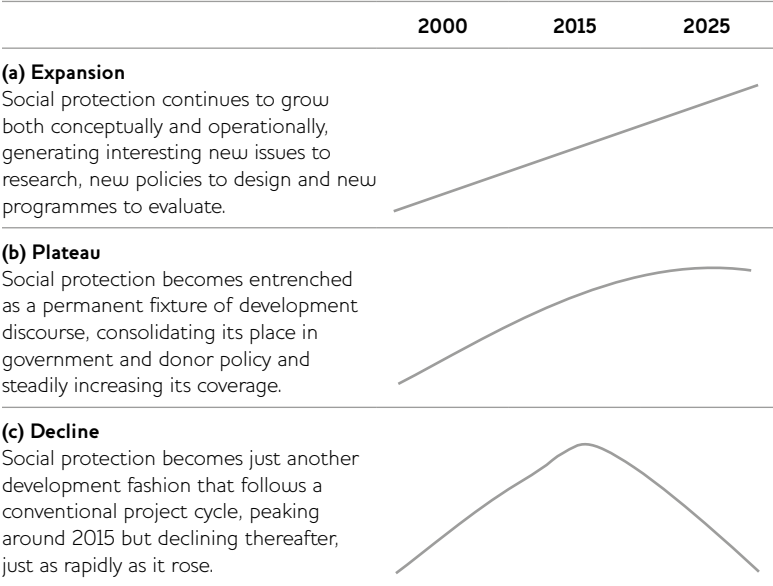 2000 2015 2025
(a) Expansion
Social protection continues to grow
both conceptually and operationally,
generating interesting new issues to
research, new policies to design and new
programmes to evaluate.
(b) Plateau
Social protection becomes entrenched
as a permanent fixture of development
discourse, consolidating its place in
government and donor policy and
steadily increasing its coverage.
(c) Decline
Social protection becomes just another
development fashion that follows a
conventional project cycle, peaking
around 2015 but declining thereafter,
just as rapidly as it rose.